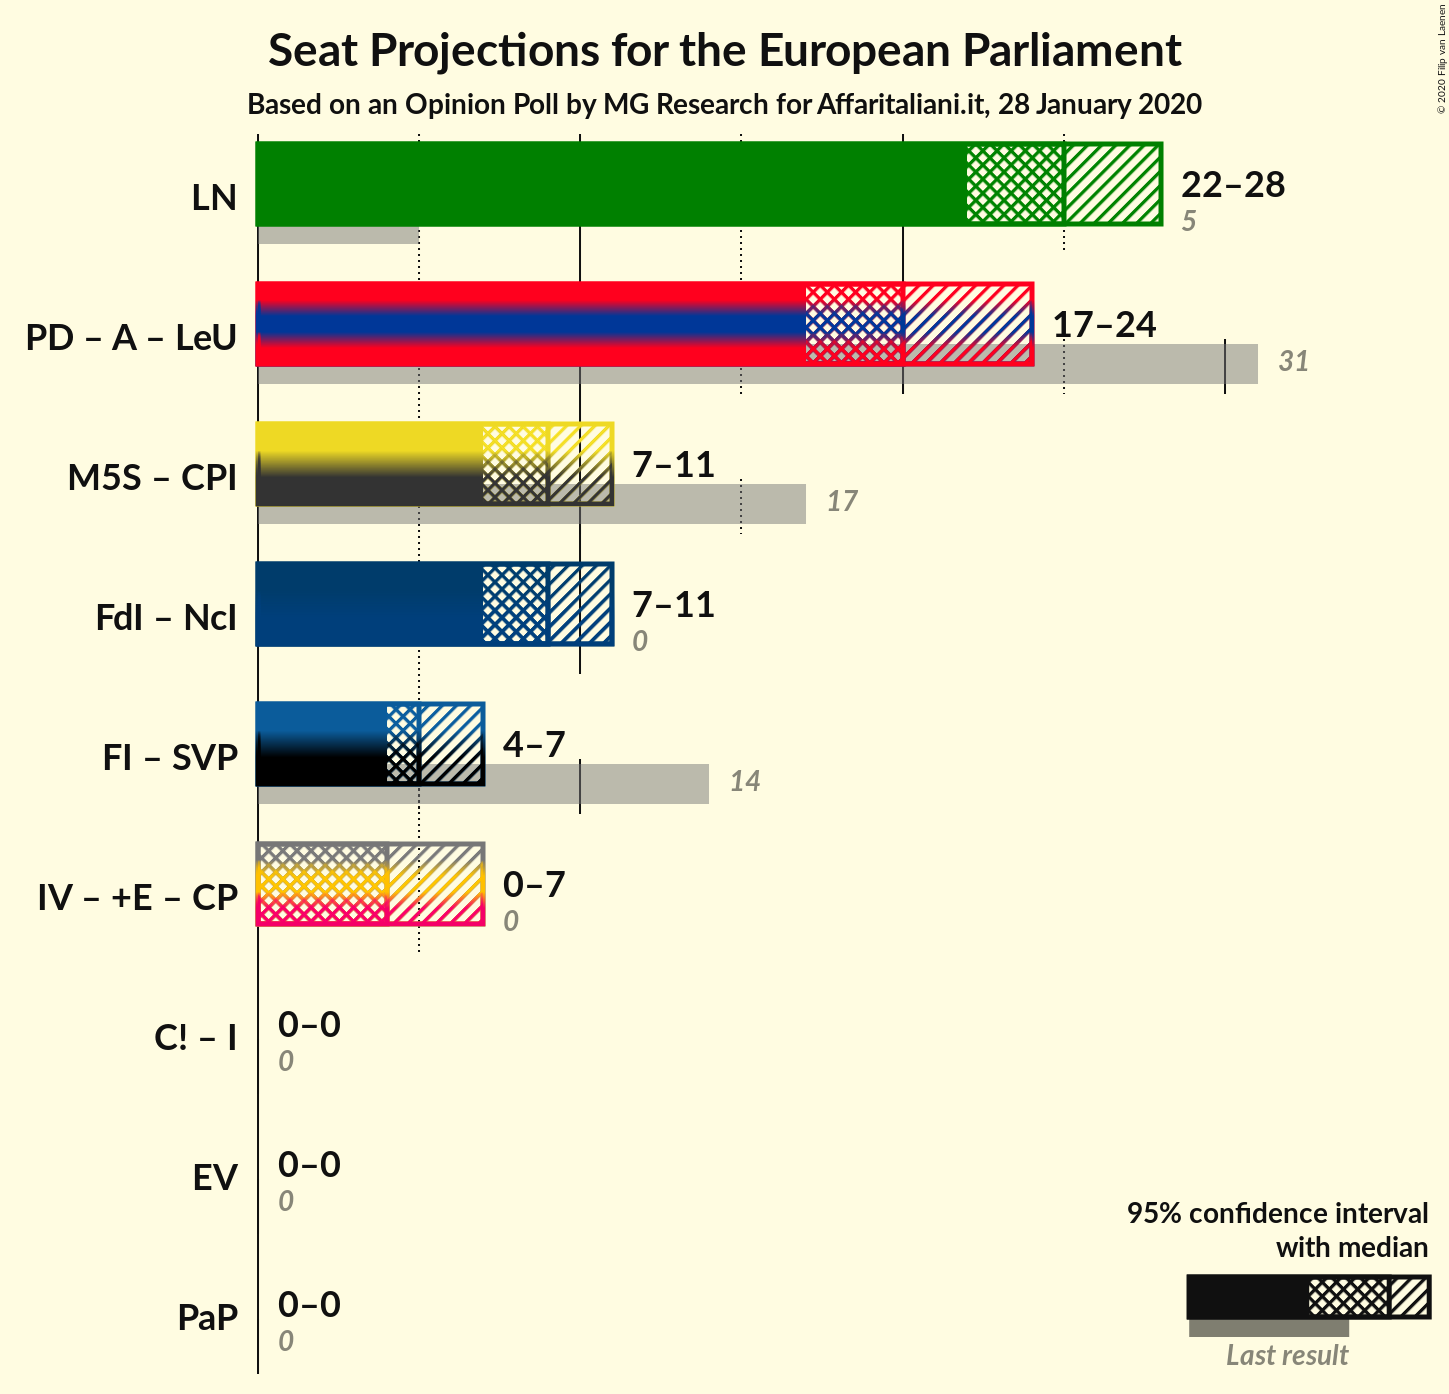 Seat Projections for the European Parliament
Based on an Opinion Poll by MG Research for Affaritaliani.it, 28 January 2020
© 2020 Filip van Laenen
LN
22–28
5
PD – A – LeU
17–24
31
M5S – CPI
7–11
17
FdI – NcI
7–11
0
FI – SVP
4–7
14
IV – +E – CP
0–7
0
C! – I
0–0
0
EV
0–0
0
PaP
0–0
0
95% confidence interval
with median
Last result